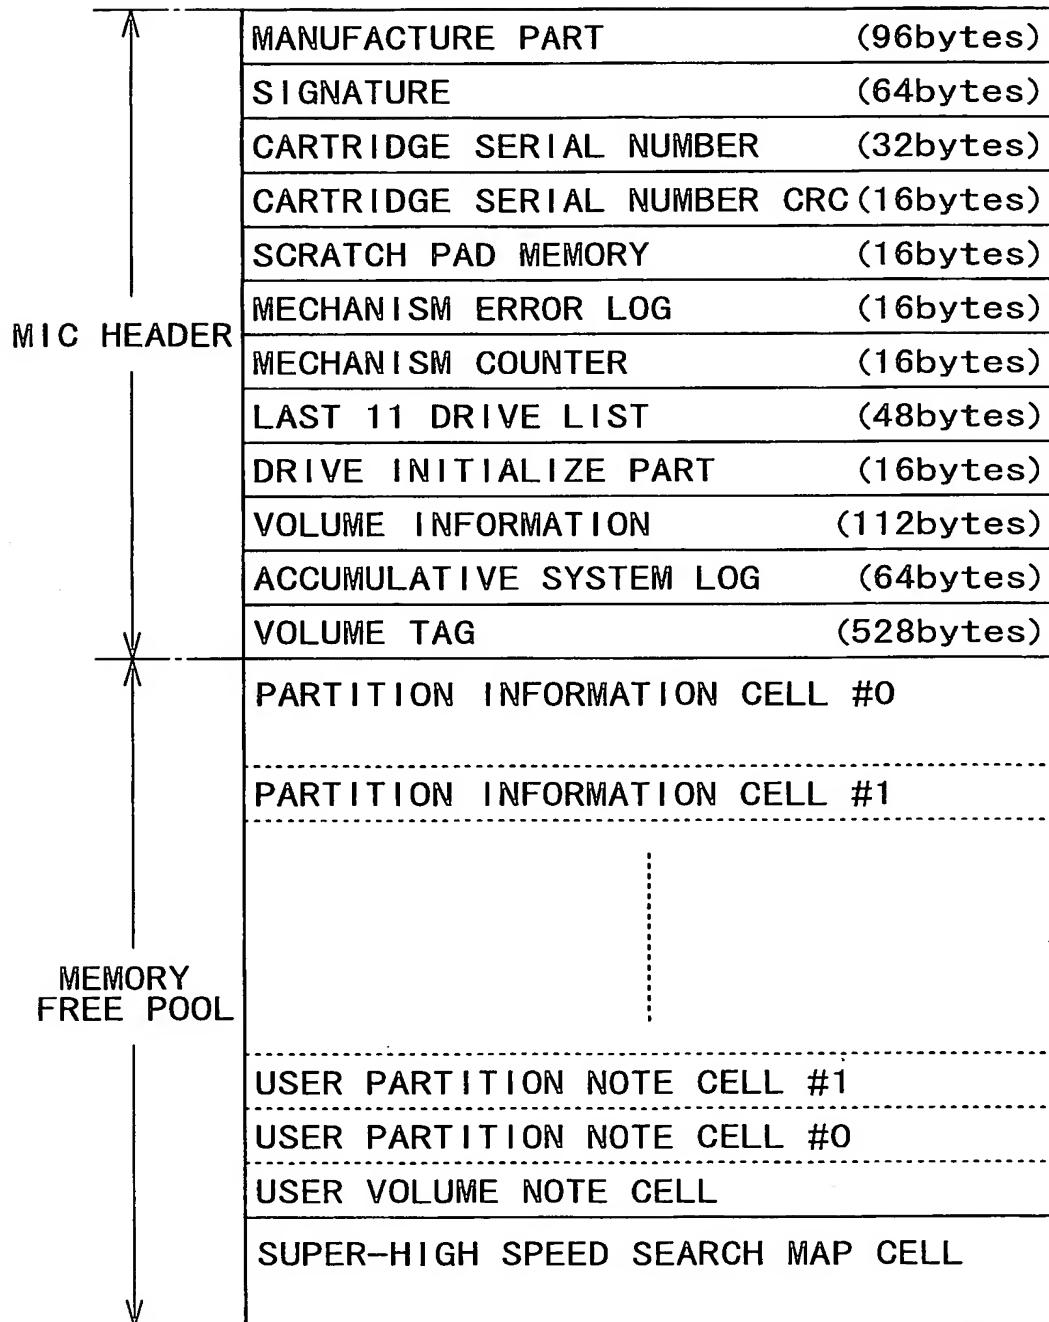 MANUFACTURE PART (96bytes)
SIGNATURE (64bytes)
CARTRIDGE SERIAL NUMBER (32bytes)
CARTRIDGE SERIAL NUMBER CRC (16bytes)
SCRATCH PAD MEMORY (16bytes)
MECHANISM ERROR LOG (16bytes)
MIC HEADER
MECHANISM COUNTER (16bytes)
LAST 11 DRIVE LIST (48bytes)
DRIVE INITIALIZE PART (16bytes)
VOLUME INFORMATION (112bytes)
ACCUMULATIVE SYSTEM LOG (64bytes)
VOLUME TAG (528bytes)
PARTITION INFORMATION CELL #0
PARTITION INFORMATION CELL #1
MEMORY
FREE POOL
USER PARTITION NOTE CELL #1
USER PARTITION NOTE CELL #0
USER VOLUME NOTE CELL
SUPER-HIGH SPEED SEARCH MAP CELL